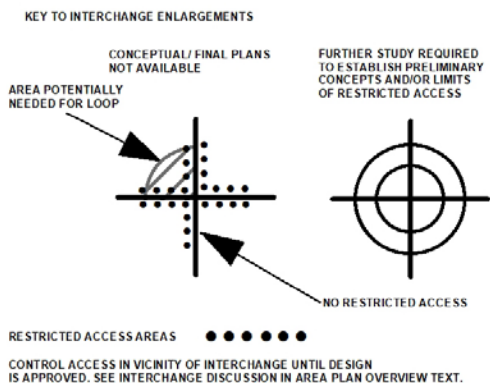 KEY TO INTERCHANGE ENLARGEMENTS
CONCEPTUAL/ FINAL PLANS
NOT AVAILABLE
FURTHER STUDY REQUIRED
TO ESTABLISH PRELIMINARY
CONCEPTS AND/OR LIMITS
OF RESTRICTED ACCESS
AREA POTENTIALLY
NEEDED FOR LOOP
NO RESTRICTED ACCESS
RESTRICTED ACCESS AREAS
CONTROL ACCESS IN VICINITY OF INTERCHANGE UNTIL DESIGN
IS APPROVED. SEE INTERCHANGE DISCUSSION IN AREA PLAN OVERVIEW TEXT.